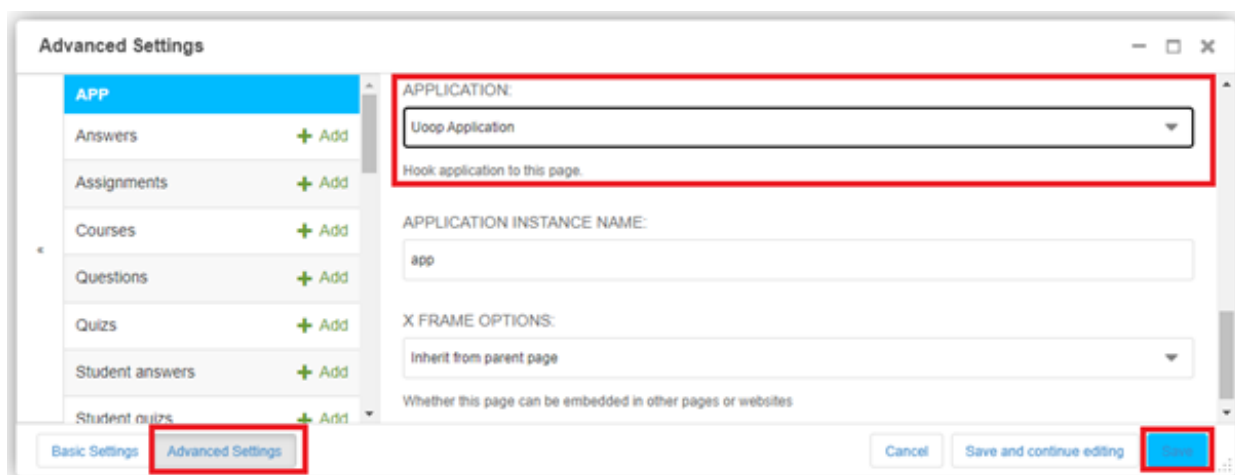 Advanced Settings
APP
Answers + Add
Assignments + Add
Courses + Add
Questions + Add
Quizs + Add
Student answers + Add
Student quizs + Add
APPLICATION:
Uoop Application
Hook application to this page.
APPLICATION INSTANCE NAME:
app
X FRAME OPTIONS:
Inherit from parent page
Whether this page can be embedded in other pages or websites
Basic Settings Advanced Settings Cancel Save and continue editing Save